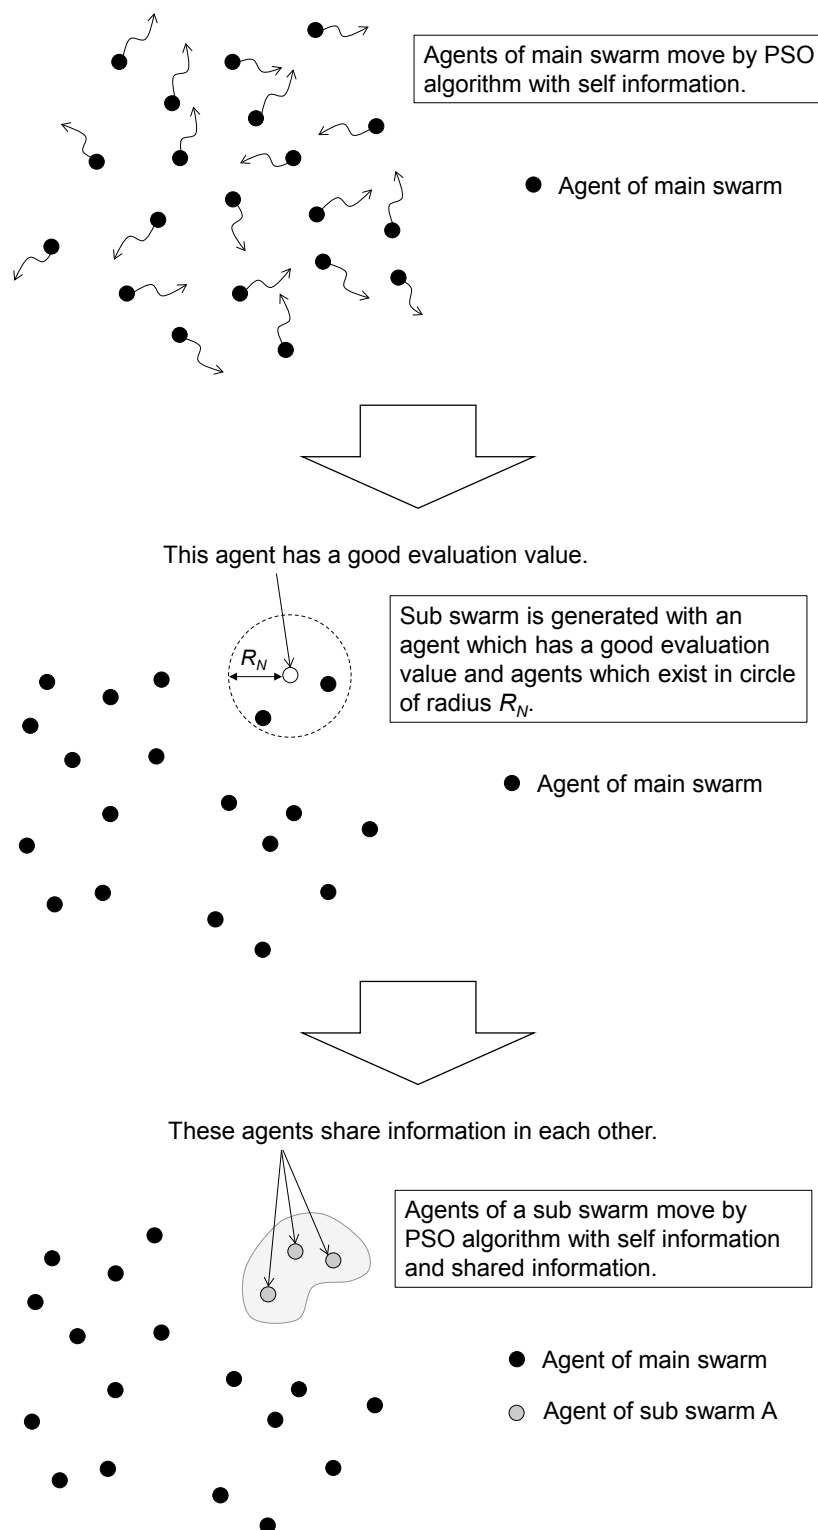 Agents of main swarm move by PSO
algorithm with self information.
Agent of main swarm
This agent has a good evaluation value.
Sub swarm is generated with an
agent which has a good evaluation
value and agents which exist in circle
of radius R_N.
R_N
Agent of main swarm
These agents share information in each other.
Agents of a sub swarm move by
PSO algorithm with self information
and shared information.
Agent of main swarm
Agent of sub swarm A